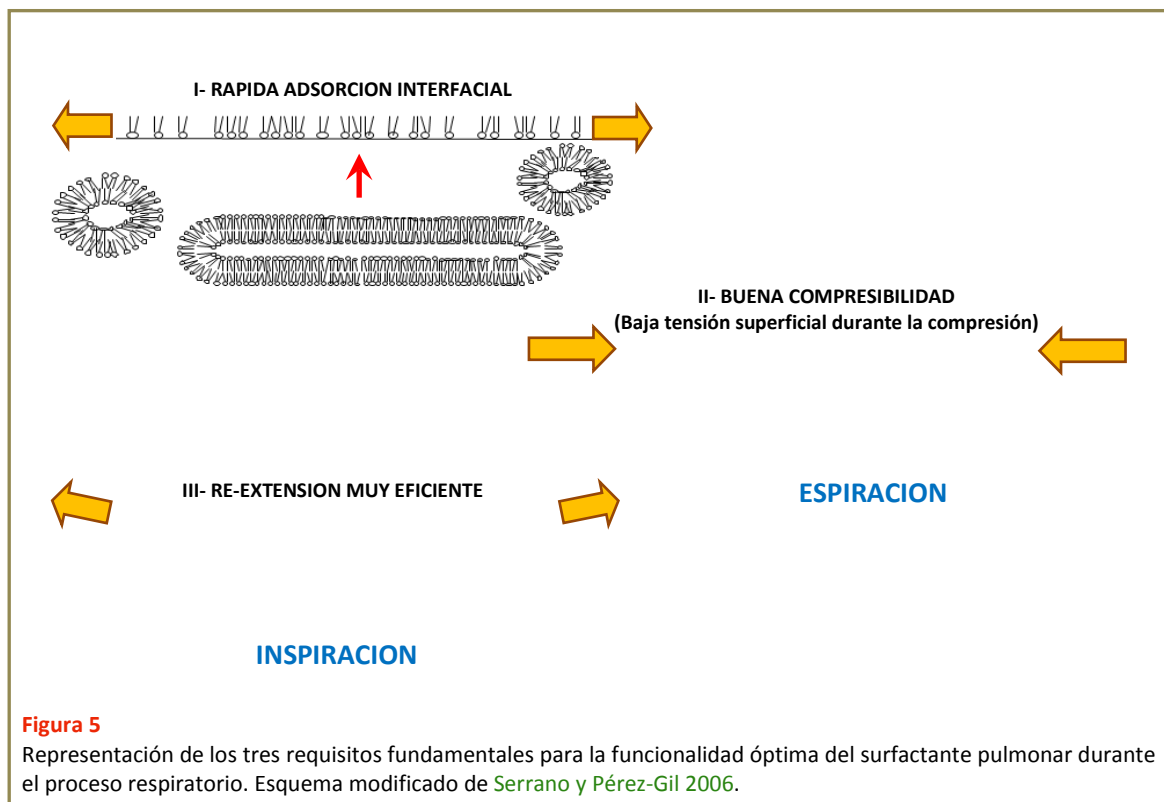 I- RAPIDA ADSORCION INTERFACIAL
II- BUENA COMPRESIBILIDAD
(Baja tensión superficial durante la compresión)
III- RE-EXTENSION MUY EFICIENTE
ESPIRACION
INSPIRACION
Figura 5
Representación de los tres requisitos fundamentales para la funcionalidad óptima del surfactante pulmonar durante
el proceso respiratorio. Esquema modificado de Serrano y Pérez-Gil 2006.